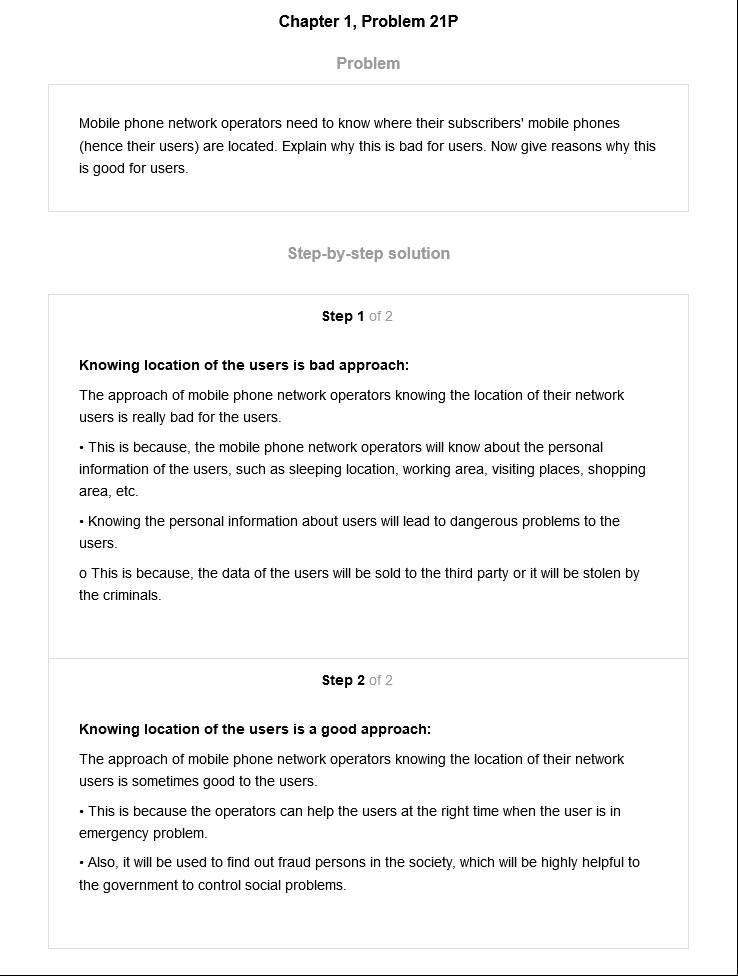 Chapter 1, Problem 21P
Problem
Mobile phone network operators need to know where their subscribers' mobile phones
(hence their users) are located. Explain why this is bad for users. Now give reasons why this
is good for users.
Step-by-step solution
Step 1 of 2
Knowing location of the users is bad approach:
The approach of mobile phone network operators knowing the location of their network
users is really bad for the users.
• This is because, the mobile phone network operators will know about the personal
information of the users, such as sleeping location, working area, visiting places, shopping
area, etc.
• Knowing the personal information about users will lead to dangerous problems to the
users.
o This is because, the data of the users will be sold to the third party or it will be stolen by
the criminals.
Step 2 of 2
Knowing location of the users is a good approach:
The approach of mobile phone network operators knowing the location of their network
users is sometimes good to the users.
• This is because the operators can help the users at the right time when the user is in
emergency problem.
• Also, it will be used to find out fraud persons in the society, which will be highly helpful to
the government to control social problems.